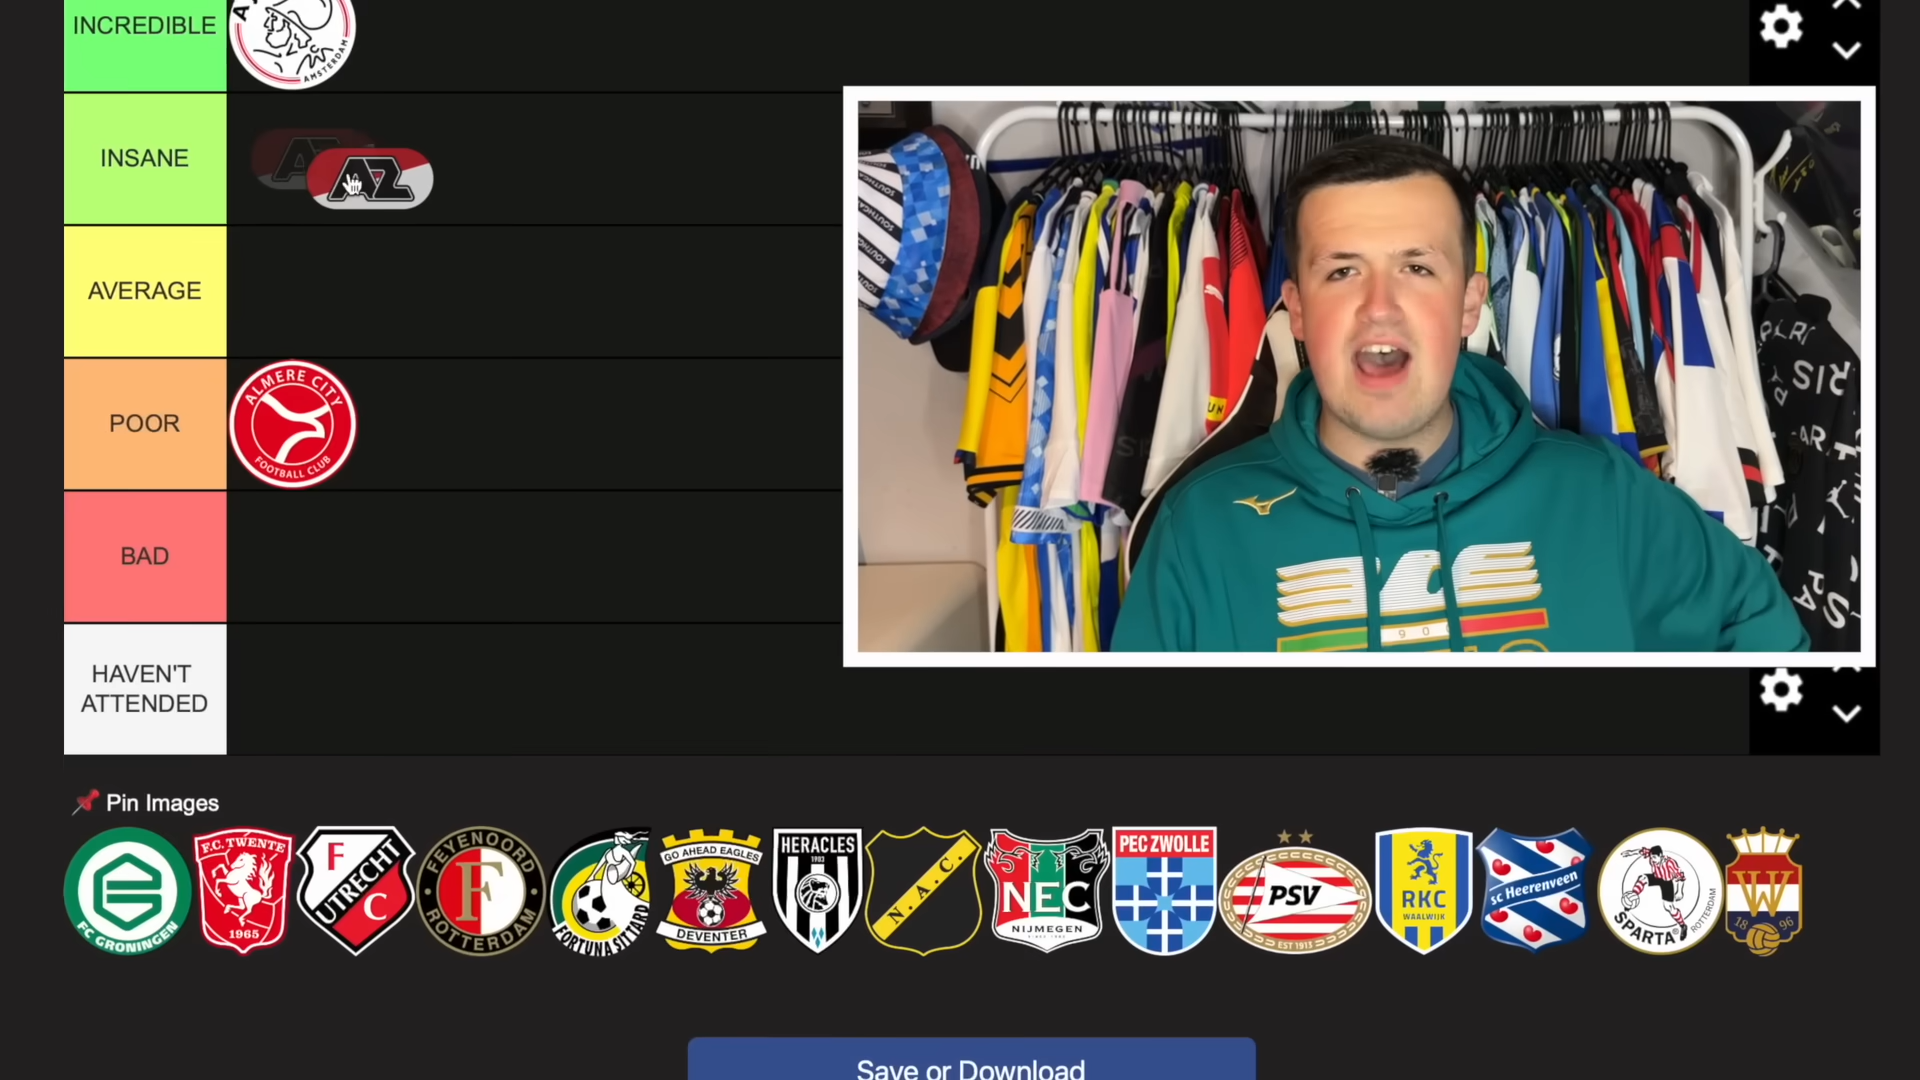 INCREDIBLE
AMSTERDAM
INSANE
AZ
AVERAGE
POOR
ALMERE CITY
FOOTBALL CLUB
BAD
HAVEN'T
ATTENDED
Pin Images
FC GRONINGEN
F.C. TWENTE
1965
F
UTRECHT
C
FEYENOORD
F
ROTTERDAM
FORTUNA SITTARD
GO AHEAD EAGLES
DEVENTER
HERACLES
1903
N.A.C.
NEC
NIJMEGEN
PEC ZWOLLE
PSV
EST 1913
RKC
WAALWIJK
sc Heerenveen
SPARTA
ROTTERDAM
W
18 96
Save or Download